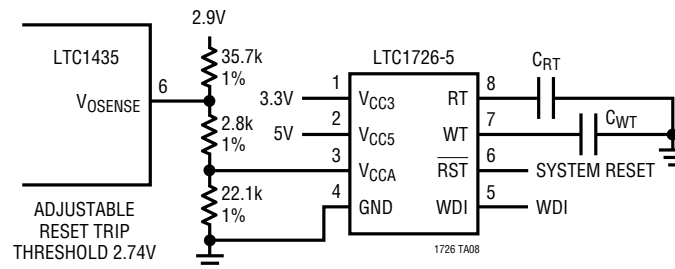 2.9V
LTC1435
6
VOSENSE
35.7k
1%
2.8k
1%
22.1k
1%
ADJUSTABLE
RESET TRIP
THRESHOLD 2.74V
LTC1726-5
3.3V
1
VCC3
5V
2
VCC5
3
VCCA
4
GND
RT
8
CRT
WT
7
CWT
RST
6
SYSTEM RESET
WDI
5
WDI
1726 TA08